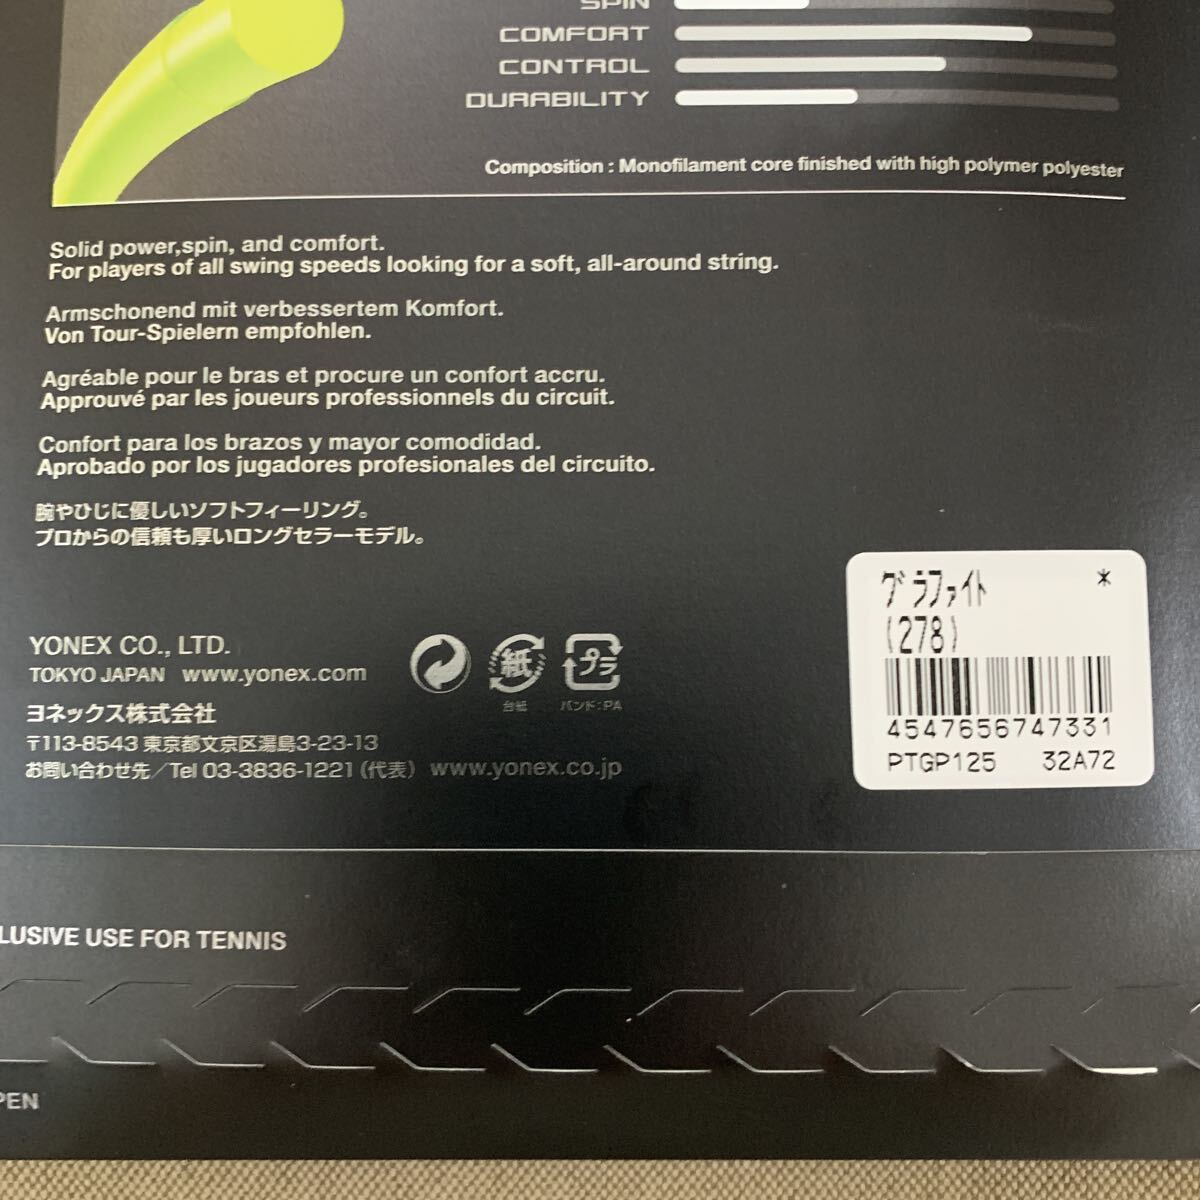 SPIN
COMFORT
CONTROL
DURABILITY
Composition : Monofilament core finished with high polymer polyester
Solid power,spin, and comfort.
For players of all swing speeds looking for a soft, all-around string.
Armschonend mit verbessertem Komfort.
Von Tour-Spielern empfohlen.
Agréable pour le bras et procure un confort accru.
Approuvé par les joueurs professionnels du circuit.
Confort para los brazos y mayor comodidad.
Aprobado por los jugadores profesionales del circuito.
腕やひじに優しいソフトフィーリング。
プロからの信頼も厚いロングセラーモデル。
YONEX CO., LTD.
TOKYO JAPAN www.yonex.com
ヨネックス株式会社
〒113-8543 東京都文京区湯島3-23-13
お問い合わせ先／Tel 03-3836-1221 (代表) www.yonex.co.jp
紙
台紙
プラ
バンド:PA
グラファイト *
(278)
4547656747331
PTGP125 32A72
LUSIVE USE FOR TENNIS
PEN